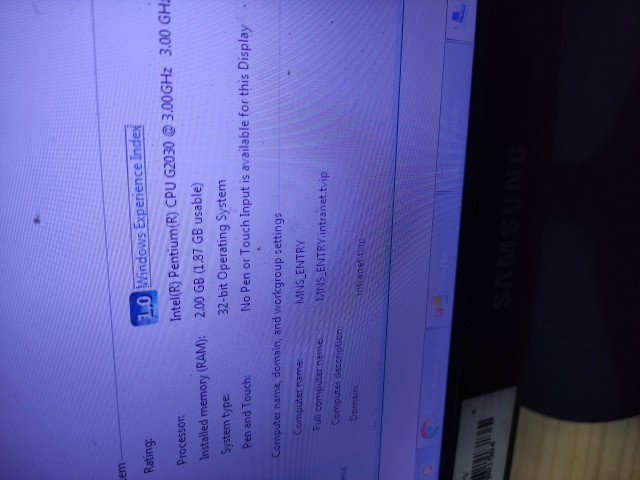 em
Rating: 1.0 Windows Experience Index
Processor: Intel(R) Pentium(R) CPU G2030 @ 3.00GHz 3.00 GHz
Installed memory (RAM): 2.00 GB (1.87 GB usable)
System type: 32-bit Operating System
Pen and Touch: No Pen or Touch Input is available for this Display
Computer name, domain, and workgroup settings
Computer name: MNS_ENTRY
Full computer name: MNS_ENTRY.intranet.tvip
Computer description:
Domain: intranet.tvip
SAMSUNG